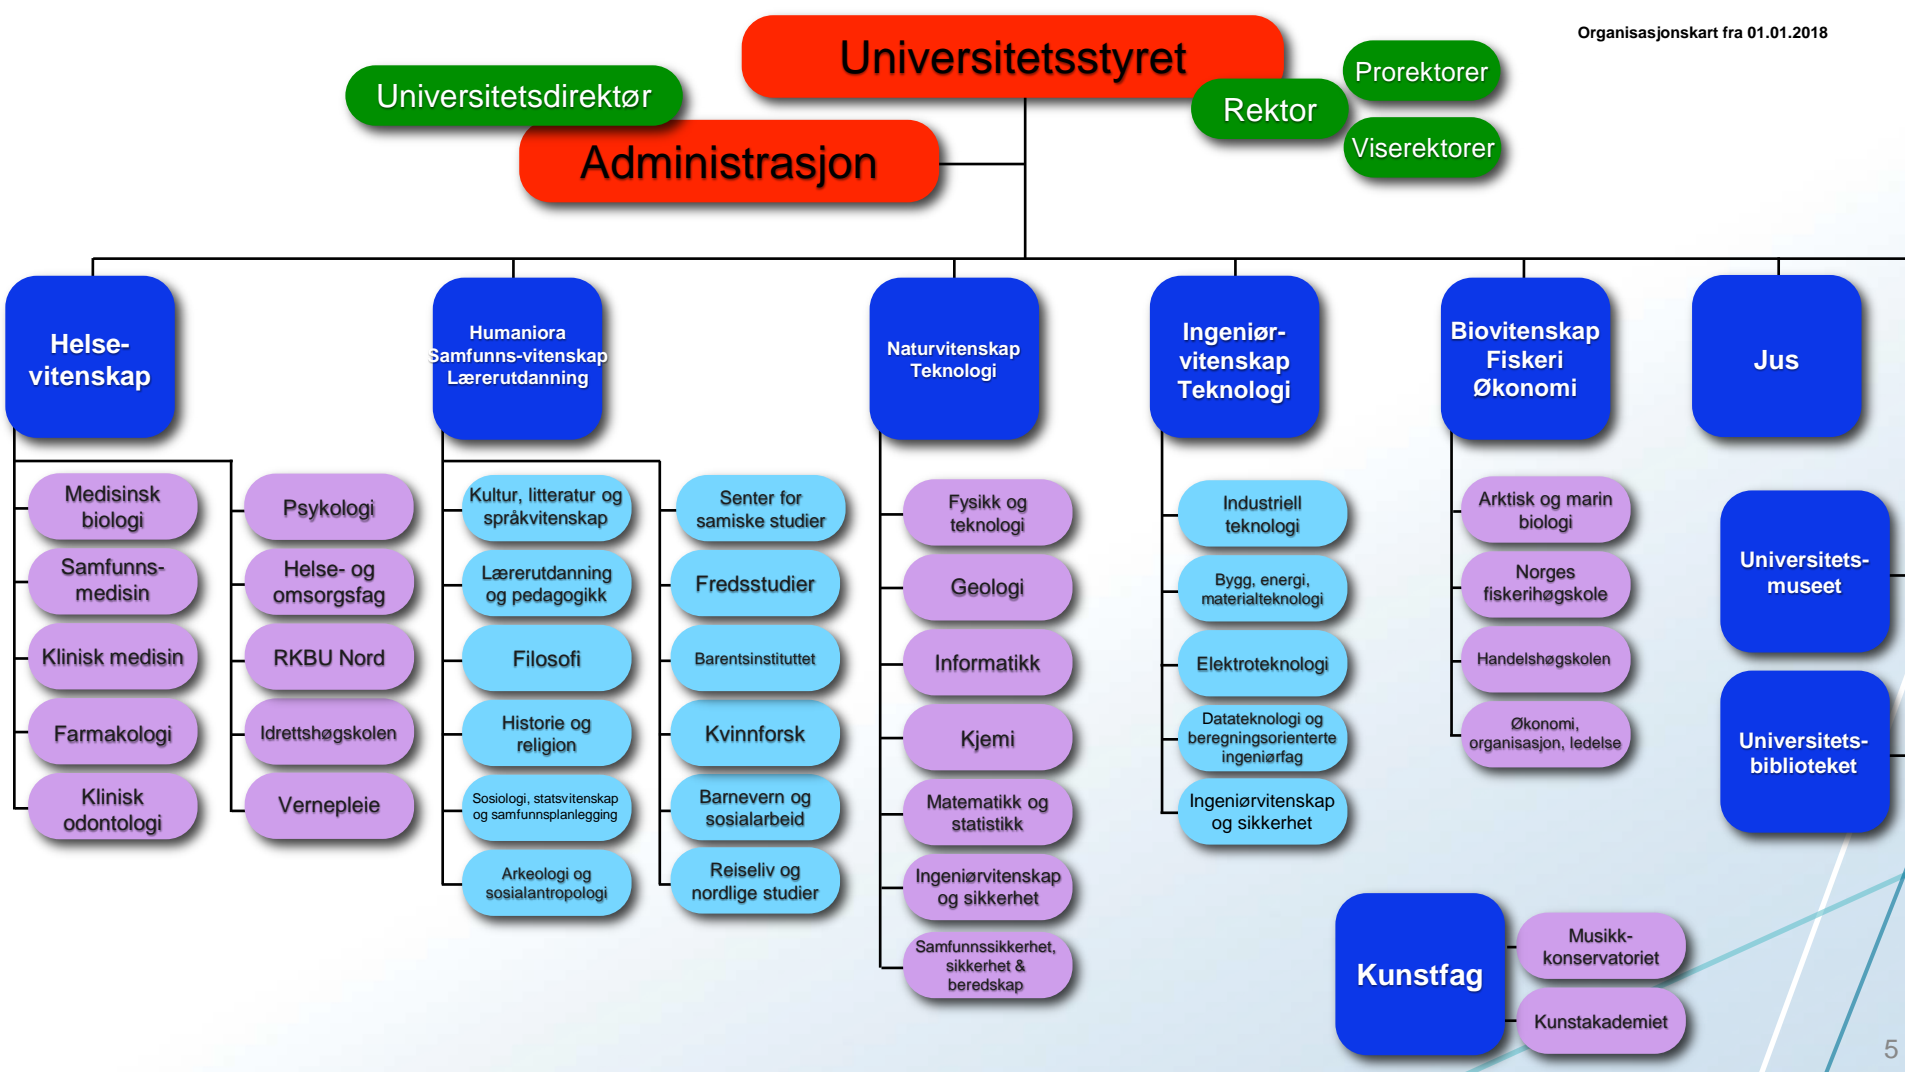 Organisasjonskart fra 01.01.2018
Universitetsstyret
Universitetsdirektør
Rektor
Prorektorer
Viserektorer
Administrasjon
Helse-
vitenskap
Medisinsk
biologi
Samfunns-
medisin
Klinisk medisin
Farmakologi
Klinisk
odontologi
Psykologi
Helse- og
omsorgsfag
RKBU Nord
Idrettshøgskolen
Vernepleie
Humaniora
Samfunns-vitenskap
Lærerutdanning
Kultur, litteratur og
språkvitenskap
Lærerutdanning
og pedagogikk
Filosofi
Historie og
religion
Sosiologi, statsvitenskap
og samfunnsplanlegging
Arkeologi og
sosialantropologi
Senter for
samiske studier
Fredsstudier
Barentsinstituttet
Kvinnforsk
Barnevern og
sosialarbeid
Reiseliv og
nordlige studier
Naturvitenskap
Teknologi
Fysikk og
teknologi
Geologi
Informatikk
Kjemi
Matematikk og
statistikk
Ingeniørvitenskap
og sikkerhet
Samfunnssikkerhet,
sikkerhet &
beredskap
Ingeniør-
vitenskap
Teknologi
Industriell
teknologi
Bygg, energi,
materialteknologi
Elektroteknologi
Datateknologi og
beregningsorienterte
ingeniørfag
Ingeniørvitenskap
og sikkerhet
Biovitenskap
Fiskeri
Økonomi
Arktisk og marin
biologi
Norges
fiskerihøgskole
Handelshøgskolen
Økonomi,
organisasjon, ledelse
Jus
Universitets-
museet
Universitets-
biblioteket
Kunstfag
Musikk-
konservatoriet
Kunstakademiet
5